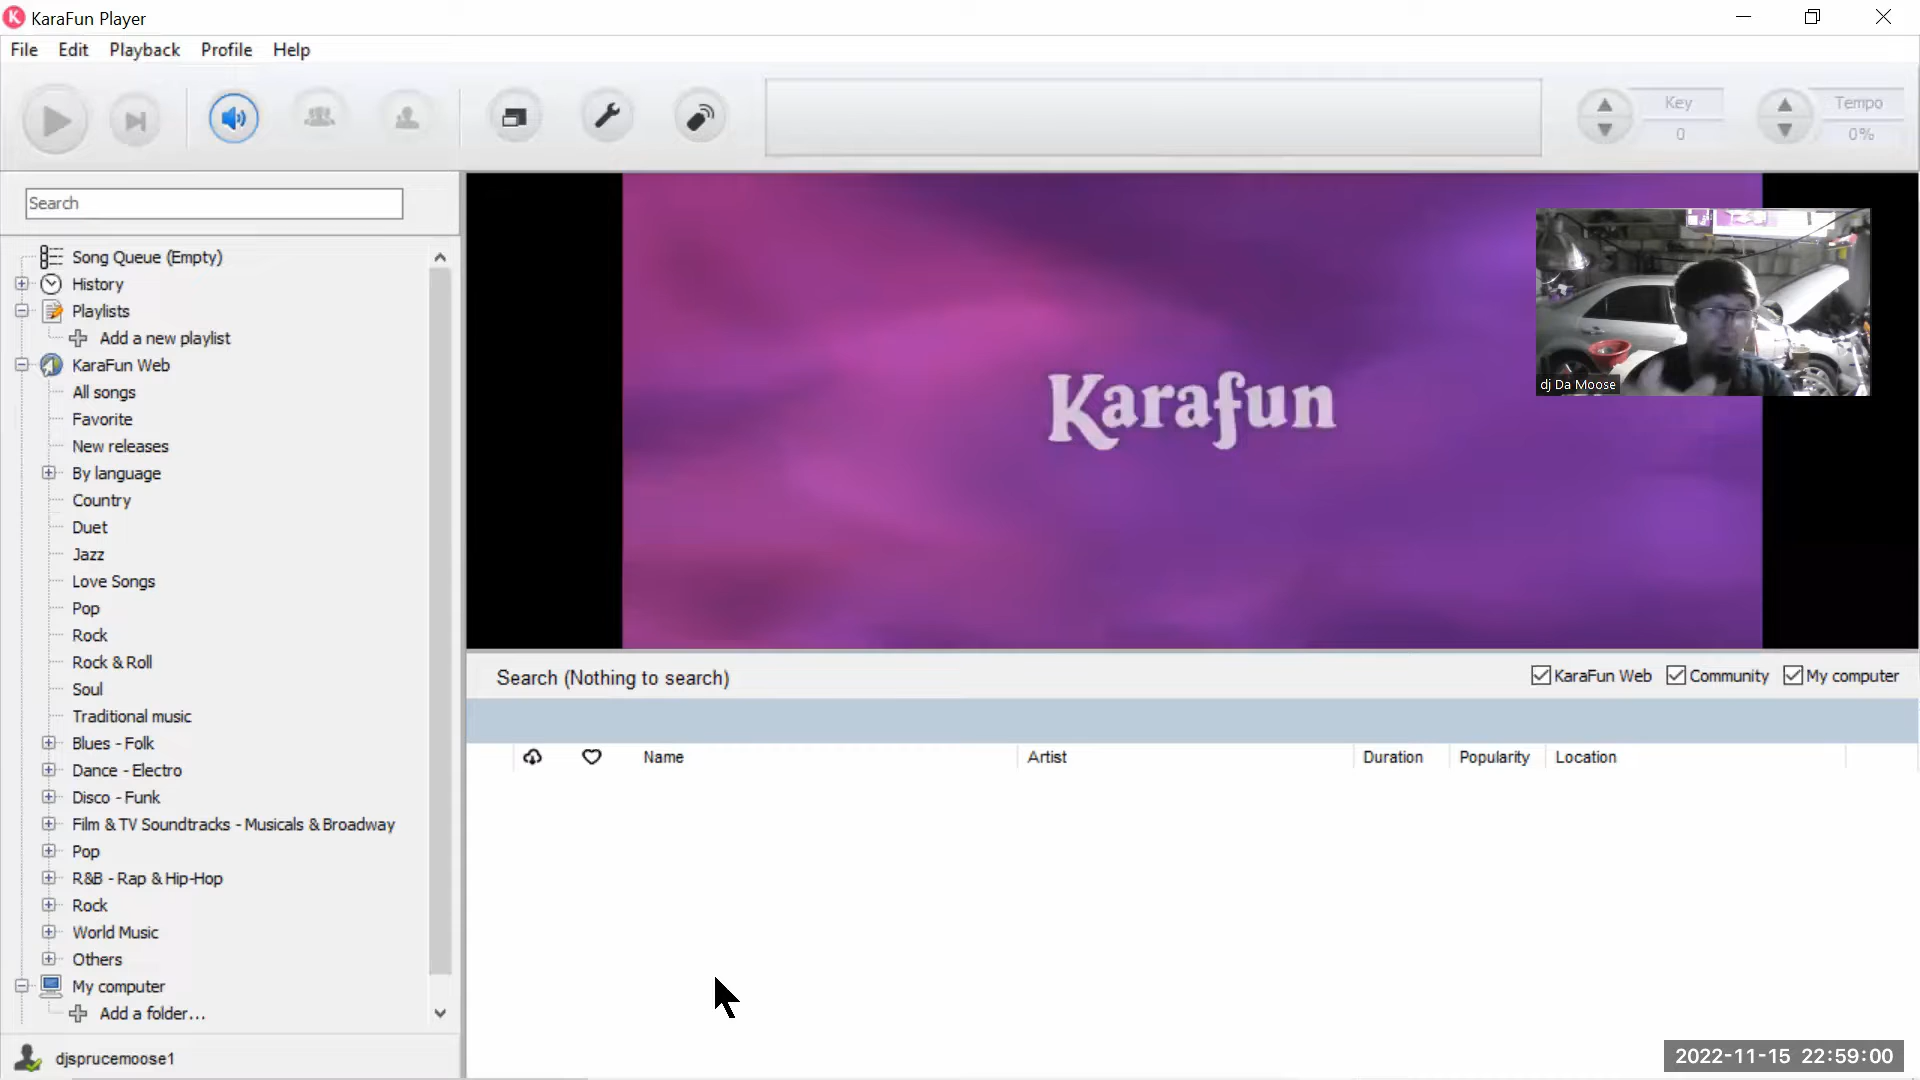 KaraFun Player
File Edit Playback Profile Help
Key
0
Tempo
0%
Search
Song Queue (Empty)
History
Playlists
Add a new playlist
KaraFun Web
All songs
Favorite
New releases
By language
Country
Duet
Jazz
Love Songs
Pop
Rock
Rock & Roll
Soul
Traditional music
Blues - Folk
Dance - Electro
Disco - Funk
Film & TV Soundtracks - Musicals & Broadway
Pop
R&B - Rap & Hip-Hop
Rock
World Music
Others
My computer
Add a folder...
djsprucemoose1
Karafun
dj Da Moose
Search (Nothing to search)
KaraFun Web Community My computer
Name Artist Duration Popularity Location
2022-11-15 22:59:00